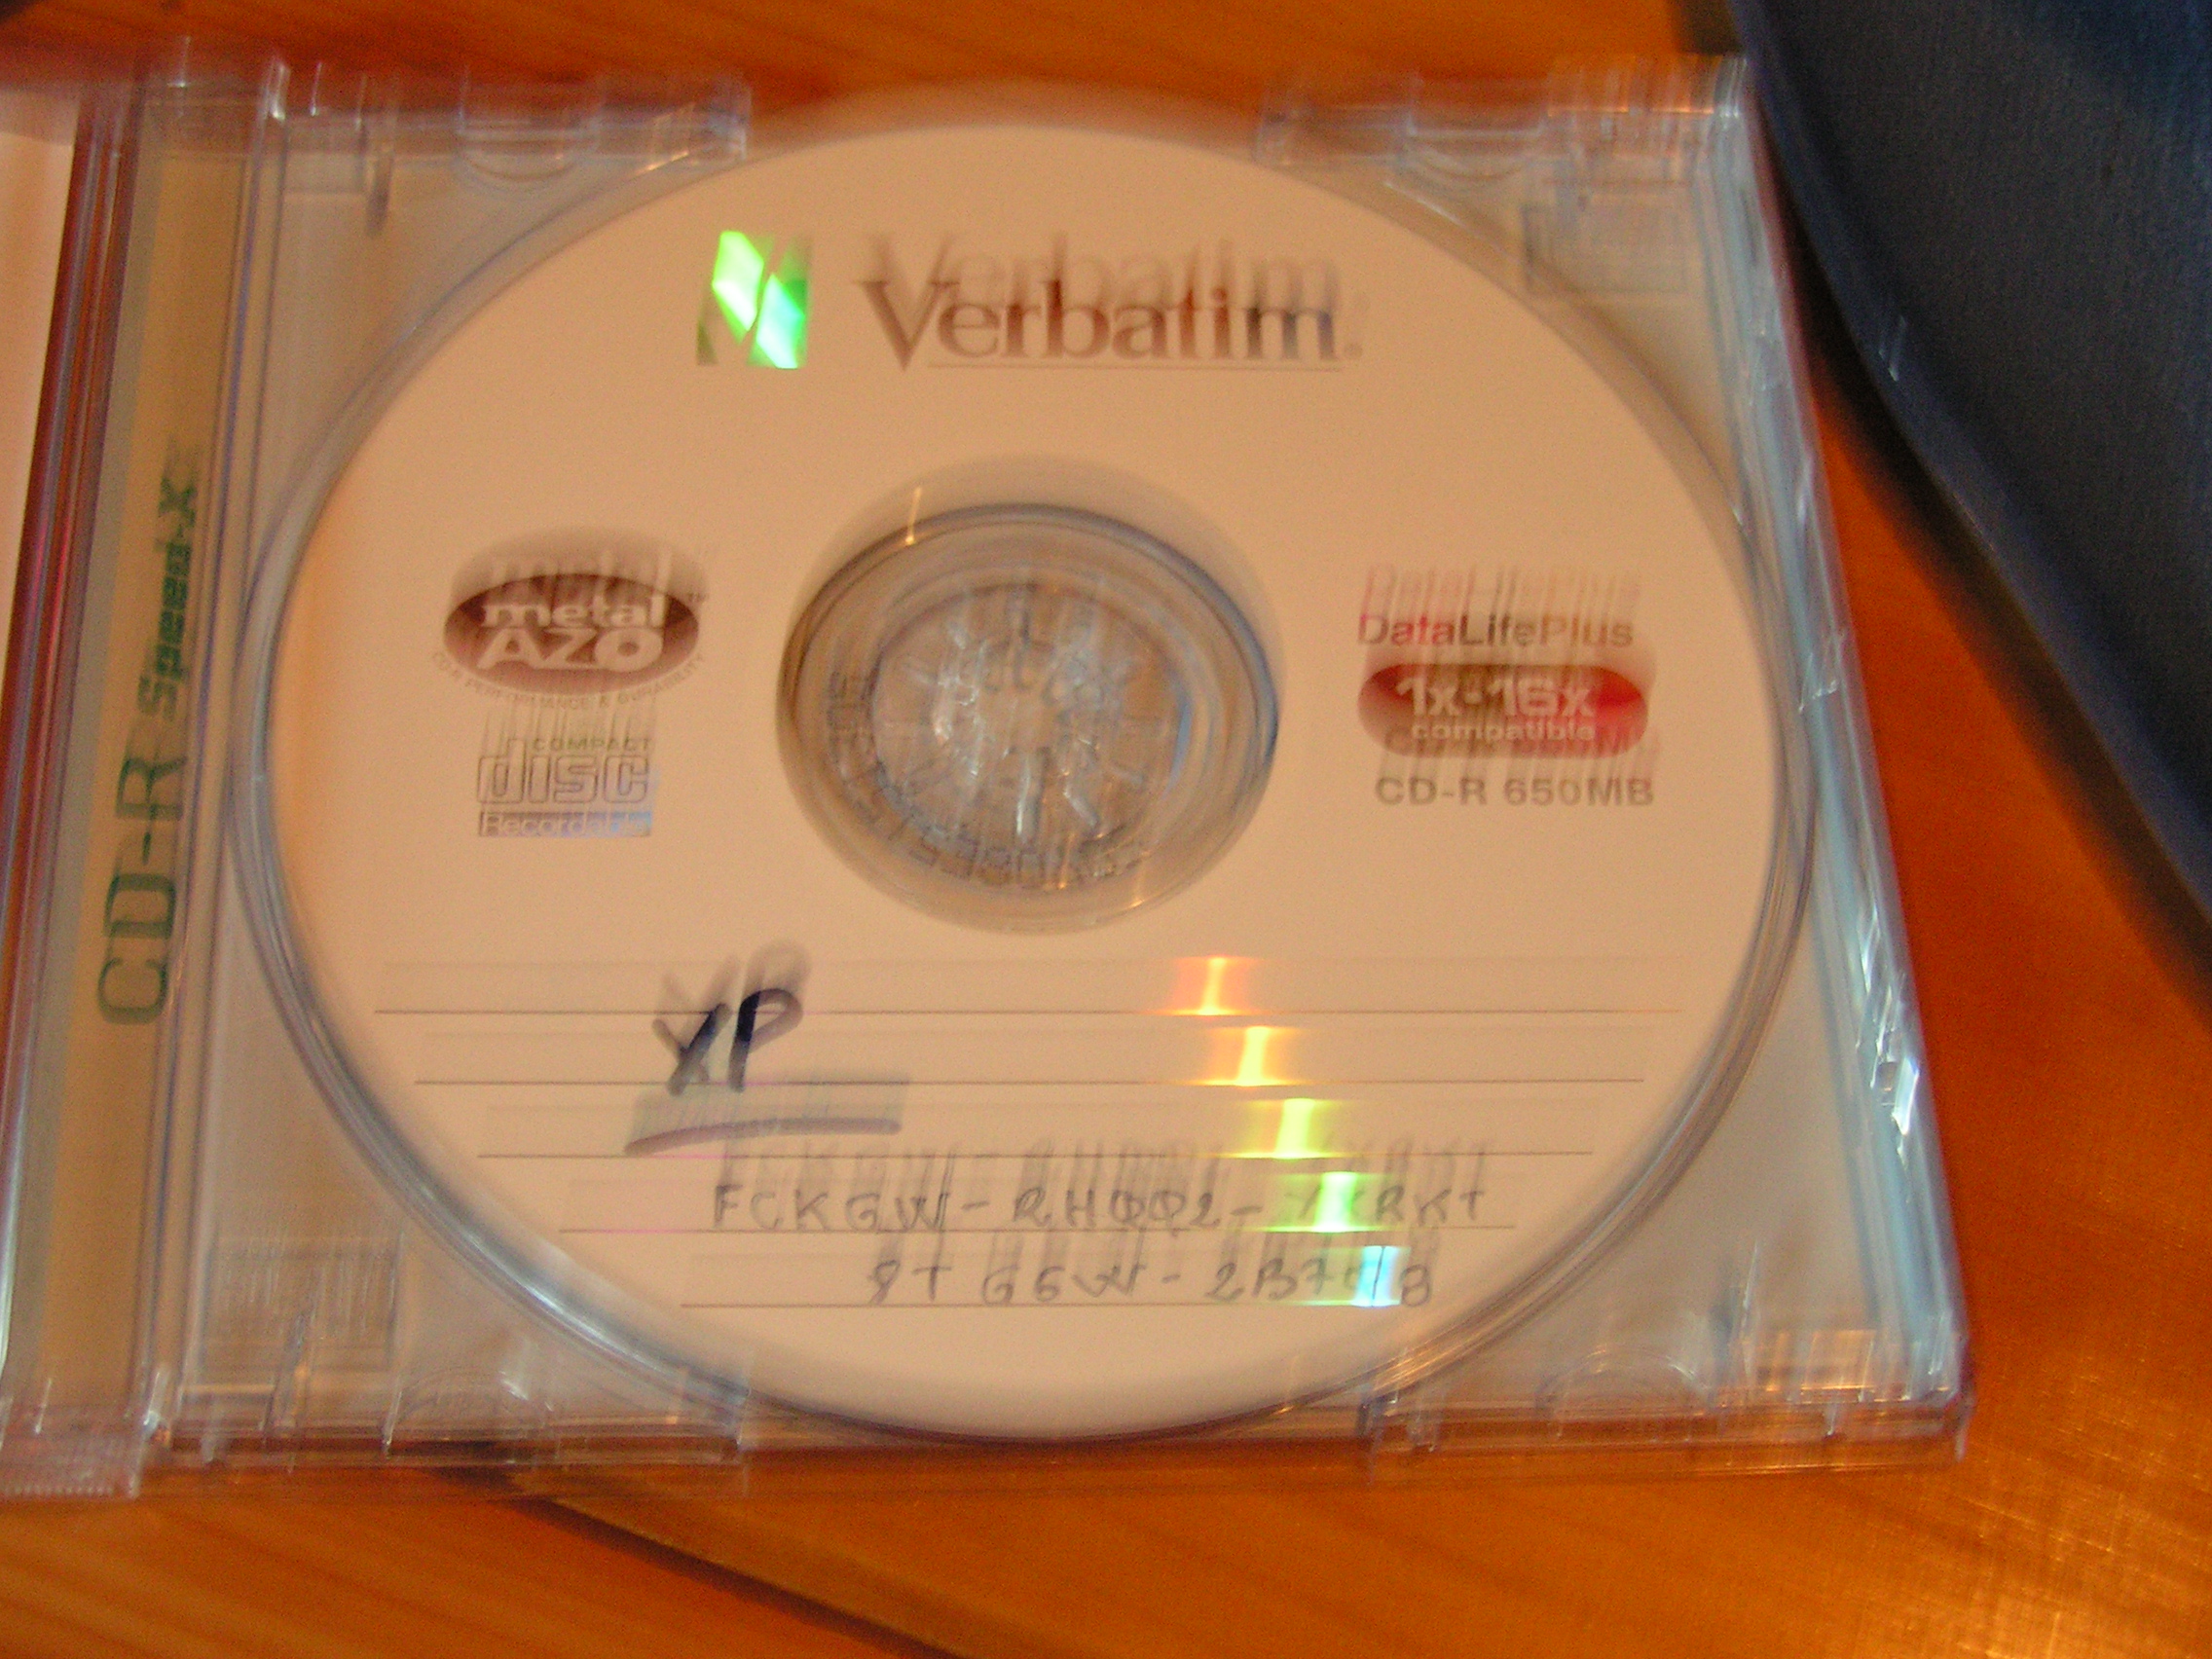 Verbatim
metal
AZO
COMPACT
disc
Recordable
DataLifePlus
1x-16x
compatible
CD-R 650MB
CD-R Speed-X
XP
FCKGW-RHQQ2-YXRKT
8TG6W-2B7Q8